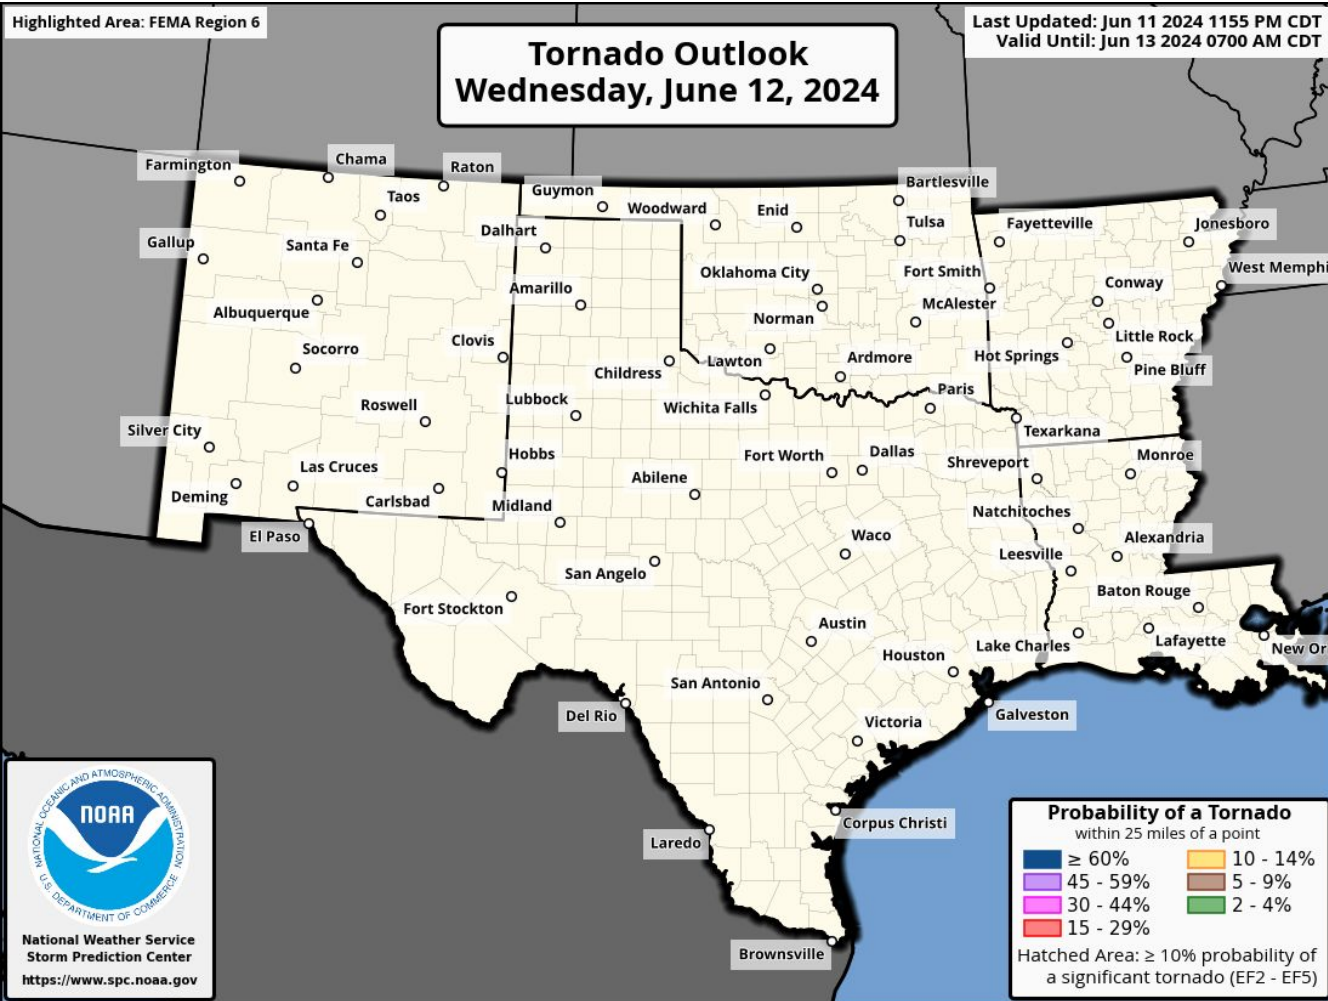 Highlighted Area: FEMA Region 6
Last Updated: Jun 11 2024 1155 PM CDT
Valid Until: Jun 13 2024 0700 AM CDT
Tornado Outlook
Wednesday, June 12, 2024
Farmington
Chama
Raton
Taos
Guymon
Woodward
Enid
Bartlesville
Tulsa
Fayetteville
Jonesboro
Gallup
Santa Fe
Dalhart
West Memphi
Oklahoma City
Fort Smith
Conway
Amarillo
McAlester
Albuquerque
Norman
Socorro
Clovis
Little Rock
Hot Springs
Lawton
Ardmore
Pine Bluff
Childress
Paris
Roswell
Lubbock
Wichita Falls
Silver City
Texarkana
Las Cruces
Hobbs
Fort Worth
Dallas
Shreveport
Monroe
Abilene
Deming
Carlsbad
Midland
Natchitoches
El Paso
Waco
Alexandria
Leesville
San Angelo
Baton Rouge
Fort Stockton
Austin
Lake Charles
Lafayette
New Or
Houston
San Antonio
Del Rio
Victoria
Galveston
Corpus Christi
Laredo
Brownsville
NATIONAL OCEANIC AND ATMOSPHERIC ADMINISTRATION
NOAA
U.S. DEPARTMENT OF COMMERCE
National Weather Service
Storm Prediction Center
https://www.spc.noaa.gov
Probability of a Tornado
within 25 miles of a point
≥ 60%
10 - 14%
45 - 59%
5 - 9%
30 - 44%
2 - 4%
15 - 29%
Hatched Area: ≥ 10% probability of
a significant tornado (EF2 - EF5)